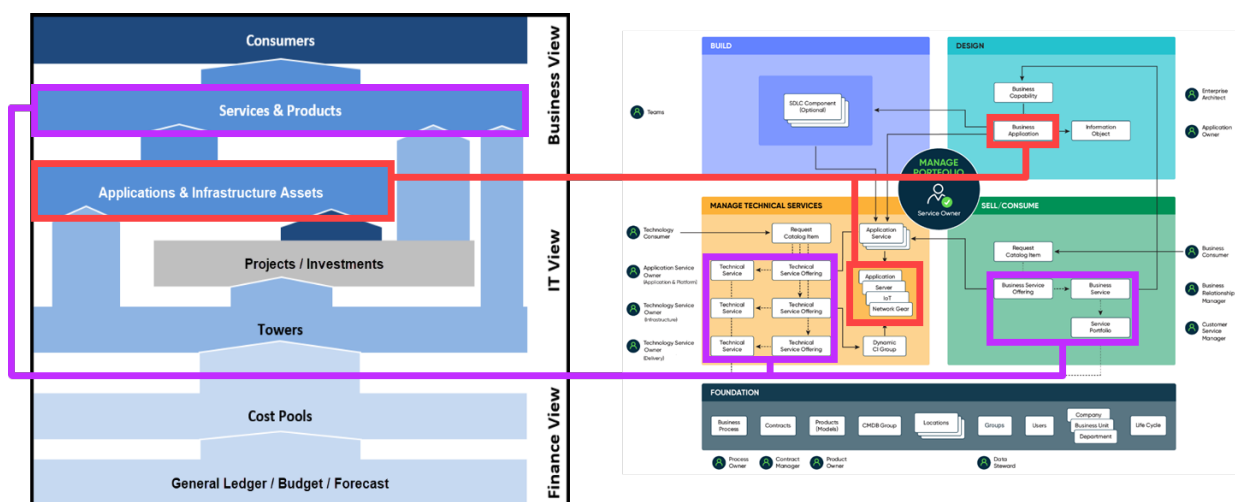 Consumers
Services & Products
Applications & Infrastructure Assets
Projects / Investments
Towers
Cost Pools
General Ledger / Budget / Forecast
Business View
IT View
Finance View
BUILD
Teams
SDLC Component
(Optional)
DESIGN
Business
Capability
Business
Application
Information
Object
Enterprise
Architect
Application
Owner
MANAGE
PORTFOLIO
Service Owner
MANAGE TECHNICAL SERVICES
Technology
Consumer
Request
Catalog Item
Application
Service
Application Service
Owner
(Application & Platform)
Technology Service
Owner
(Infrastructure)
Technology Service
Owner
(Delivery)
Technical
Service
Technical
Service Offering
Technical
Service
Technical
Service Offering
Technical
Service
Technical
Service Offering
Application
Server
IoT
Network Gear
Dynamic
CI Group
SELL/CONSUME
Request
Catalog Item
Business Service
Offering
Business
Service
Service
Portfolio
Business
Consumer
Business
Relationship
Manager
Customer
Service
Manager
FOUNDATION
Business
Process
Contracts
Products
(Models)
CMDB Group
Locations
Groups
Users
Company
Business Unit
Department
Life Cycle
Process
Owner
Contract
Manager
Product
Owner
Data
Steward